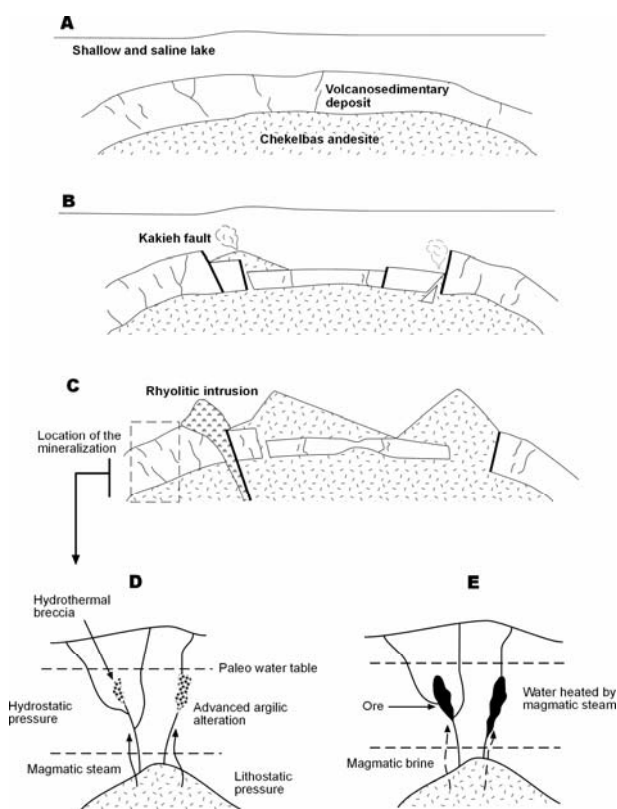 A
Shallow and saline lake
Volcanosedimentary
deposit
Chekelbas andesite
B
Kakieh fault
C
Rhyolitic intrusion
Location of the
mineralization
D
Hydrothermal
breccia
Paleo water table
Hydrostatic
pressure
Advanced argilic
alteration
Magmatic steam
Lithostatic
pressure
E
Ore
Water heated by
magmatic steam
Magmatic brine